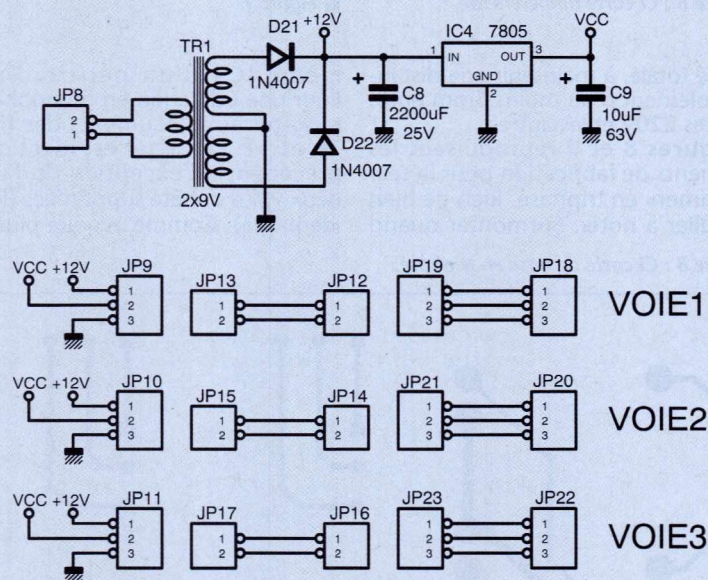 D21
+12V
IC4 7805
VCC
1 IN OUT 3
GND
2
TR1
1N4007
JP8
2
1
+
C8
2200uF
25V
+
C9
10uF
63V
D22
1N4007
2x9V
VCC +12V
JP9
1
2
3
JP13
1
2
JP12
1
2
JP19
1
2
3
JP18
1
2
3
VOIE1
VCC +12V
JP10
1
2
3
JP15
1
2
JP14
1
2
JP21
1
2
3
JP20
1
2
3
VOIE2
VCC +12V
JP11
1
2
3
JP17
1
2
JP16
1
2
JP23
1
2
3
JP22
1
2
3
VOIE3